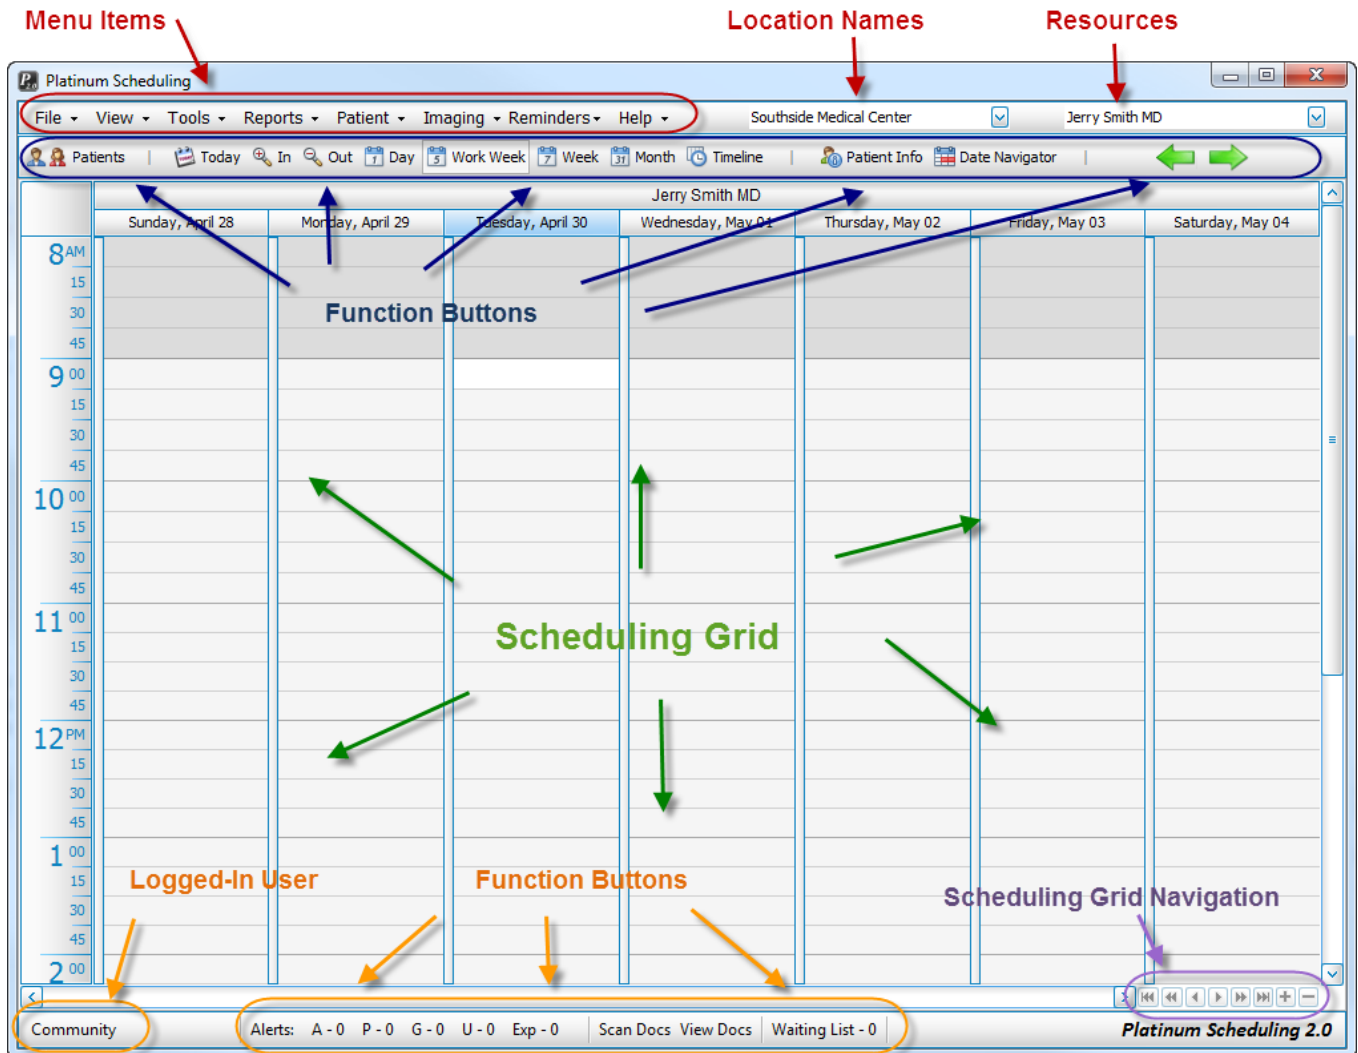 Menu Items Location Names Resources
Platinum Scheduling
File View Tools Reports Patient Imaging Reminders Help Southside Medical Center Jerry Smith MD
Patients | Today In Out 1 Day 5 Work Week 7 Week 31 Month Timeline | Patient Info Date Navigator |
Jerry Smith MD
Sunday, April 28 Monday, April 29 Tuesday, April 30 Wednesday, May 01 Thursday, May 02 Friday, May 03 Saturday, May 04
8 AM
15
30 Function Buttons
45
9 00
15
30
45
10 00
15
30
45
11 00
15 Scheduling Grid
30
45
12 PM
15
30
45
1 00
15 Logged-In User Function Buttons
30 Scheduling Grid Navigation
45
2 00
Community Alerts: A - 0 P - 0 G - 0 U - 0 Exp - 0 Scan Docs View Docs Waiting List - 0 Platinum Scheduling 2.0